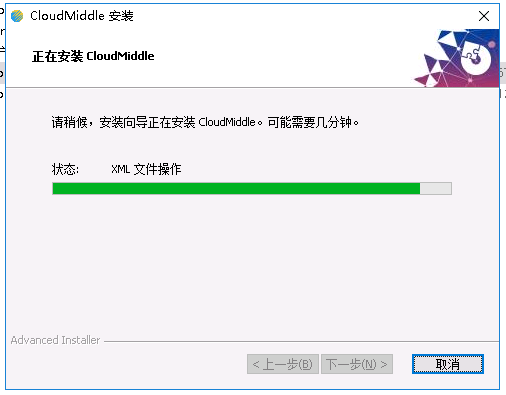 CloudMiddle 安装
正在安装 CloudMiddle
请稍候，安装向导正在安装 CloudMiddle。可能需要几分钟。
状态: XML 文件操作
Advanced Installer
< 上一步(B) 下一步(N) > 取消